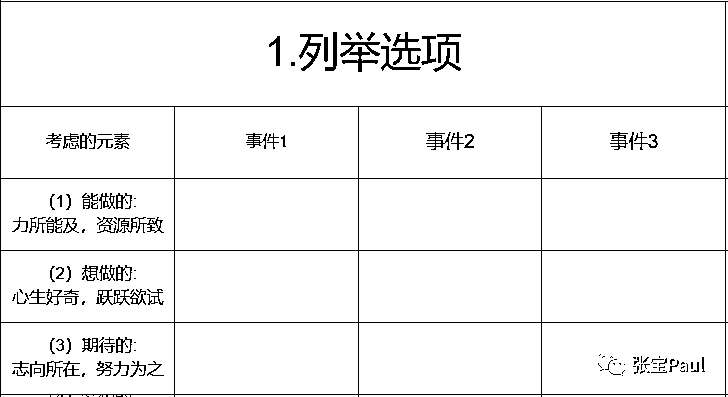 1.列举选项
考虑的元素 事件1 事件2 事件3
（1）能做的:
力所能及，资源所致
（2）想做的:
心生好奇，跃跃欲试
（3）期待的:
志向所在，努力为之
张宝Paul